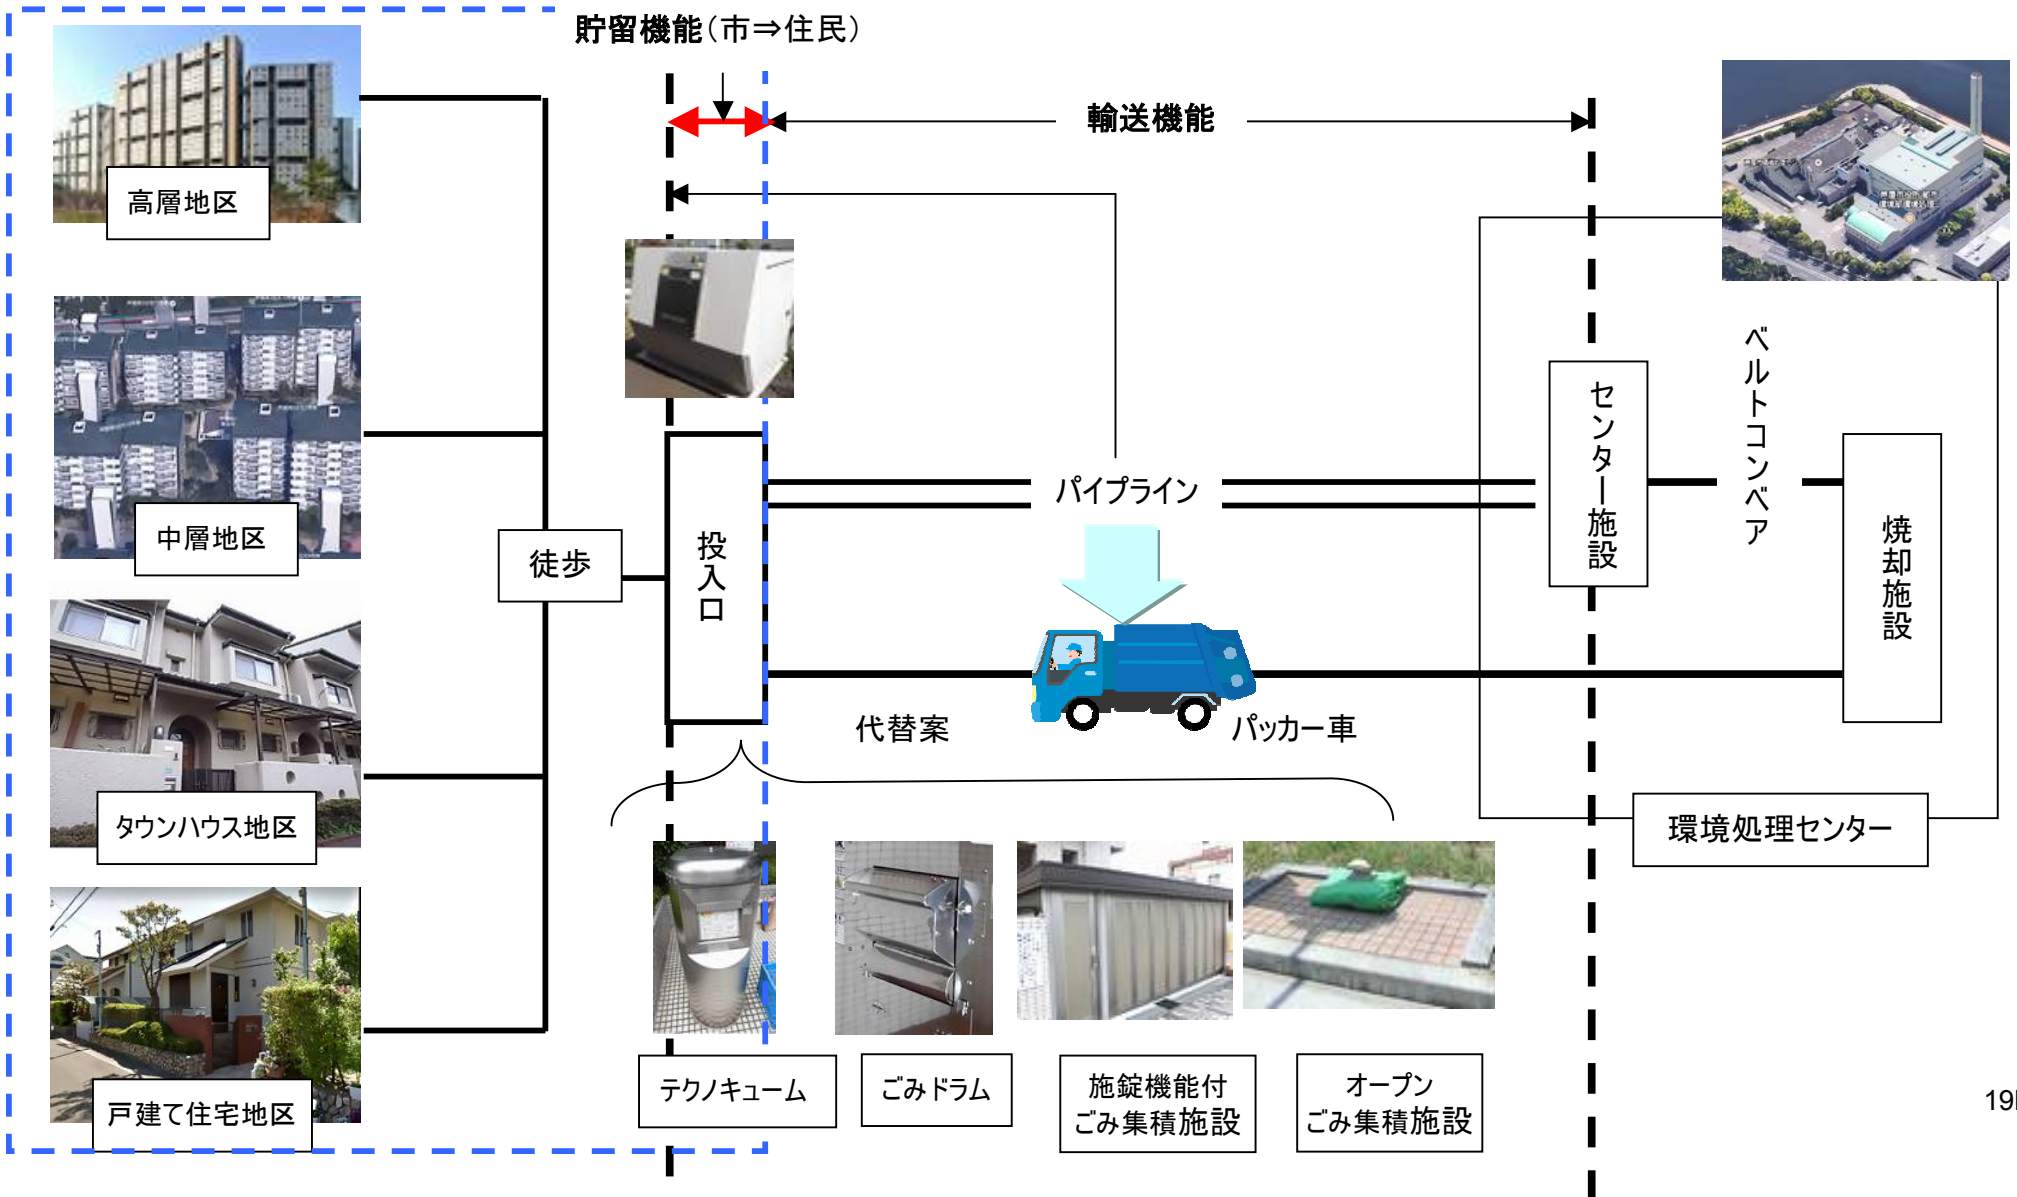 貯留機能（市⇒住民）
輸送機能
高層地区
中層地区
タウンハウス地区
戸建て住宅地区
徒歩
投入口
パイプライン
代替案
パッカー車
センター施設
ベルトコンベア
焼却施設
環境処理センター
テクノキューム
ごみドラム
施錠機能付
ごみ集積施設
オープン
ごみ集積施設
19